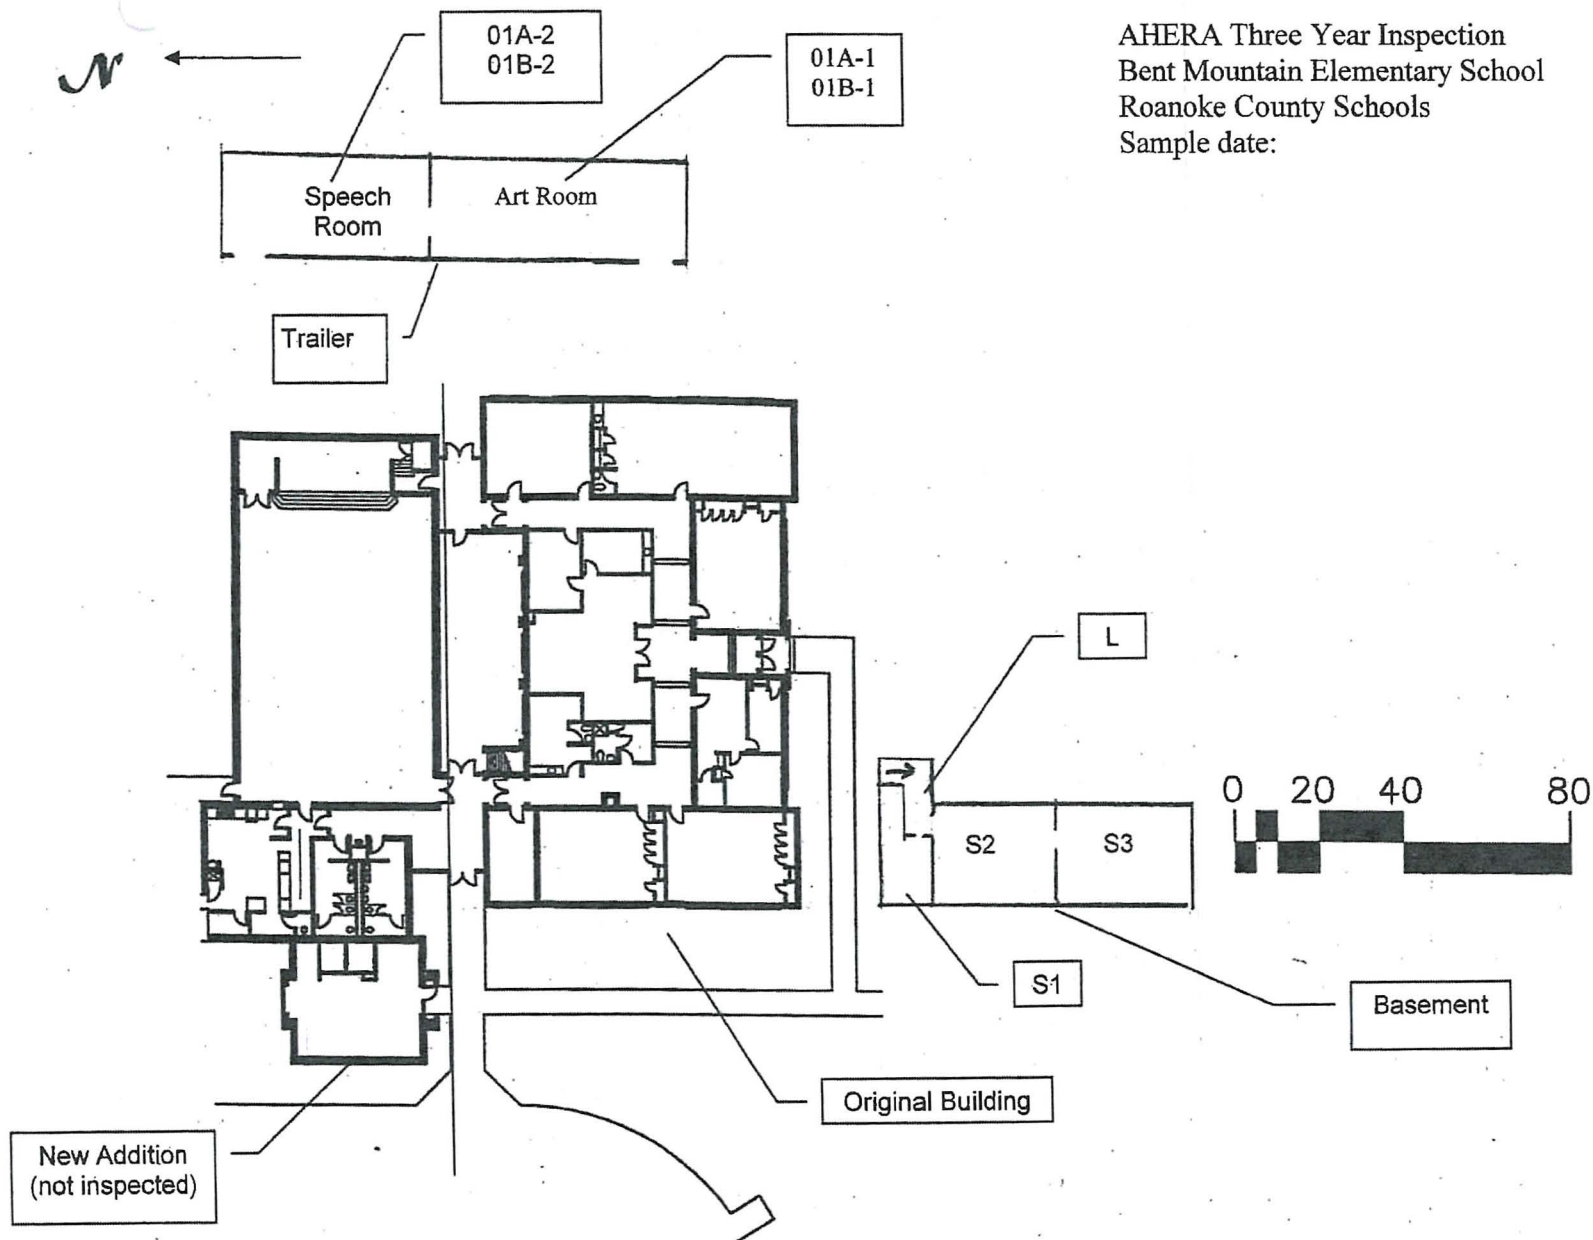 AHERA Three Year Inspection
Bent Mountain Elementary School
Roanoke County Schools
Sample date:
N
01A-2
01B-2
01A-1
01B-1
Speech
Room
Art Room
Trailer
L
0 20 40 80
S2
S3
S1
Basement
Original Building
New Addition
(not inspected)